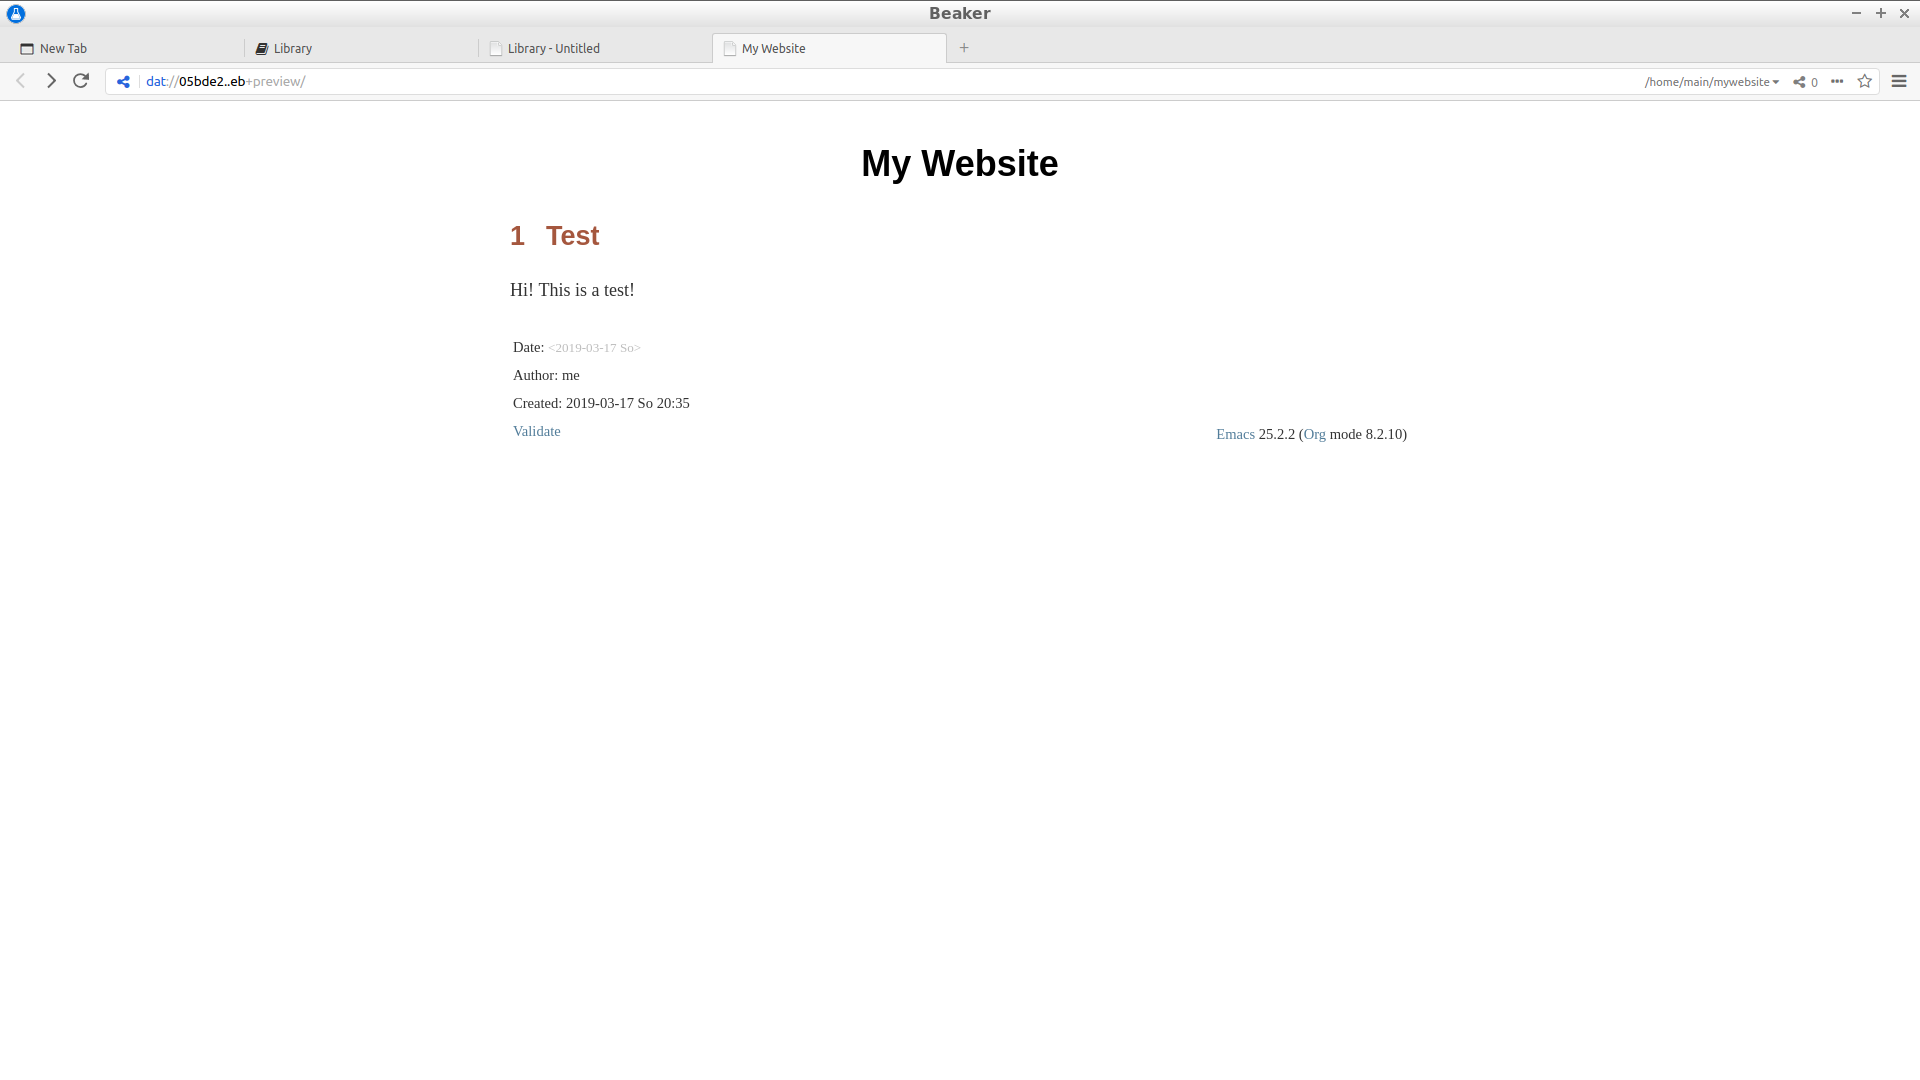 Beaker
New Tab
Library
Library - Untitled
My Website
dat://05bde2..eb+preview/
/home/main/mywebsite
0
My Website
1 Test
Hi! This is a test!
Date: <2019-03-17 So>
Author: me
Created: 2019-03-17 So 20:35
Validate
Emacs 25.2.2 (Org mode 8.2.10)